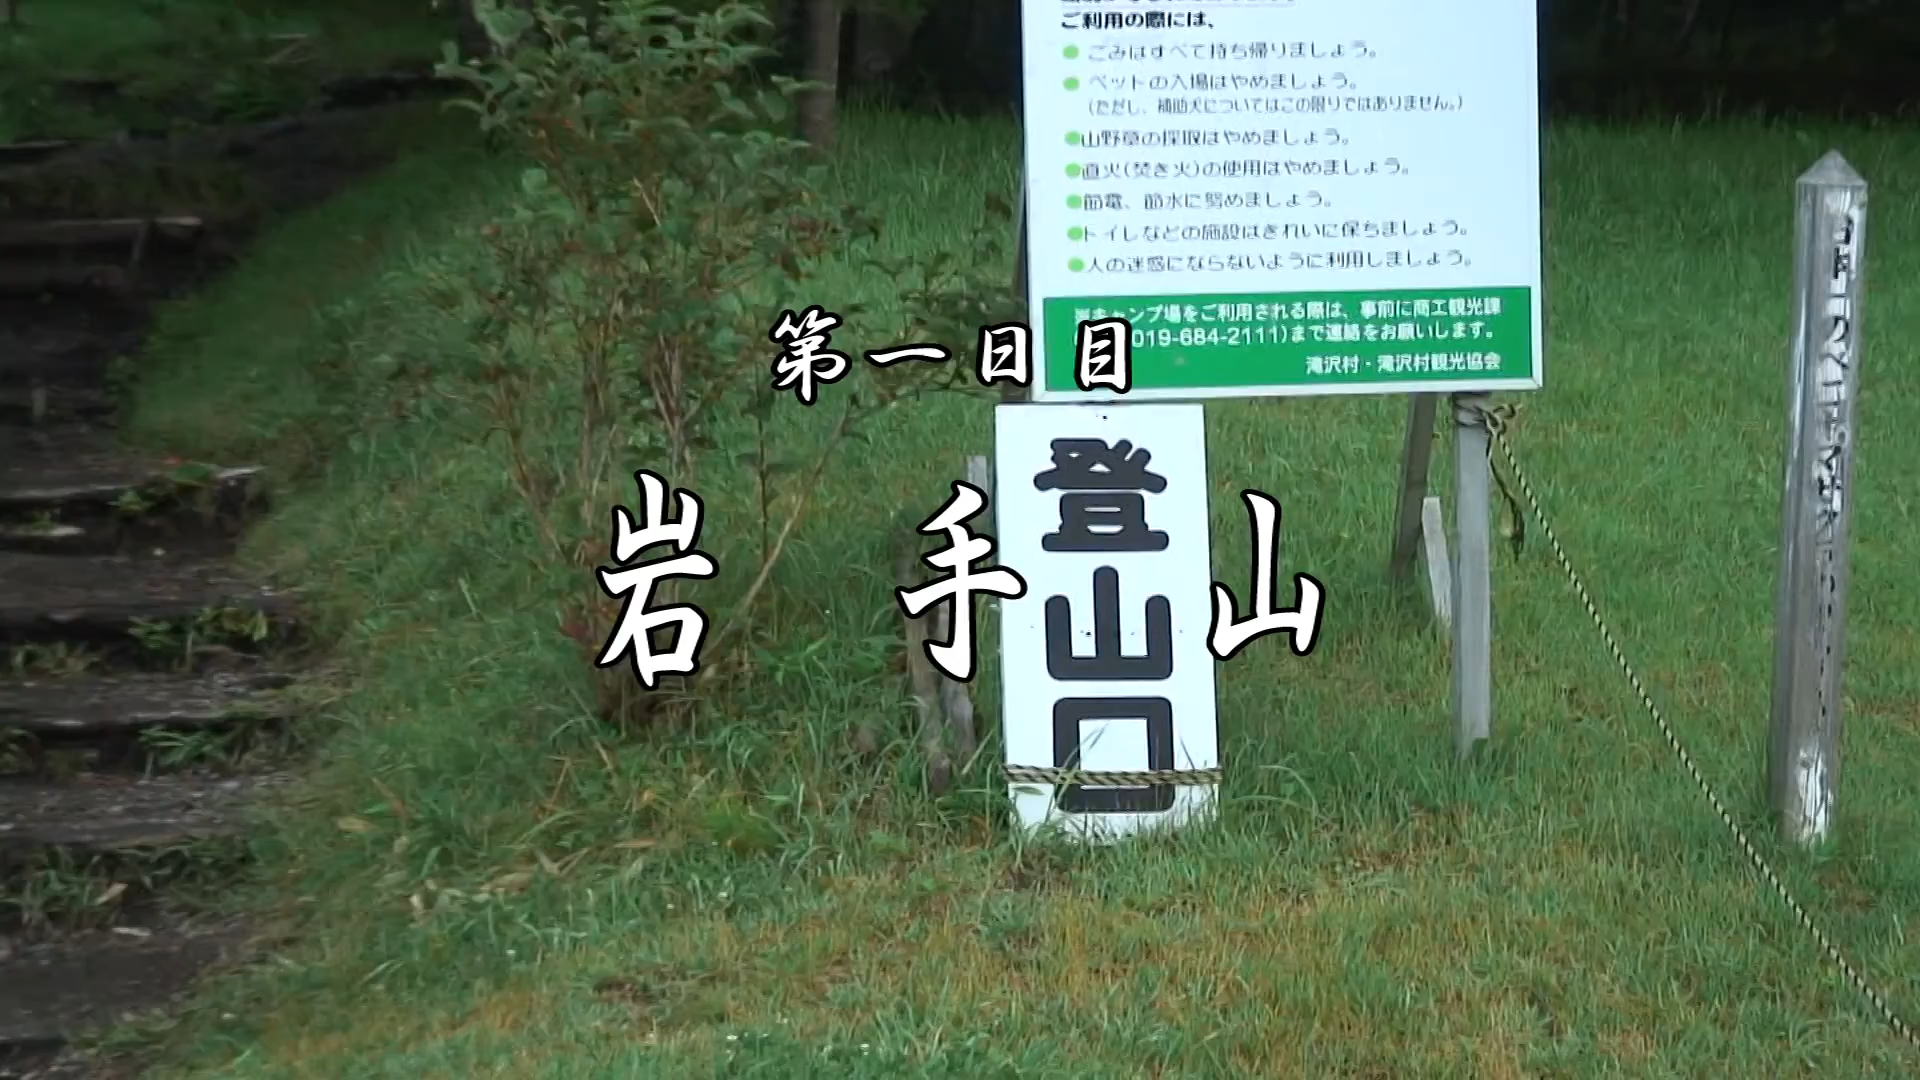 ご利用の際には、
● ごみはすべて持ち帰りましょう。
● ペットの入場はやめましょう。
（ただし、補助犬についてはこの限りではありません。）
●山野草の採取はやめましょう。
●直火（焚き火）の使用はやめましょう。
●節電、節水に努めましょう。
●トイレなどの施設はきれいに保ちましょう。
●人の迷惑にならないように利用しましょう。
※キャンプ場をご利用される際は、事前に商工観光課
019-684-2111）まで連絡をお願いします。
滝沢村・滝沢村観光協会
第一日目
岩手山
登山口